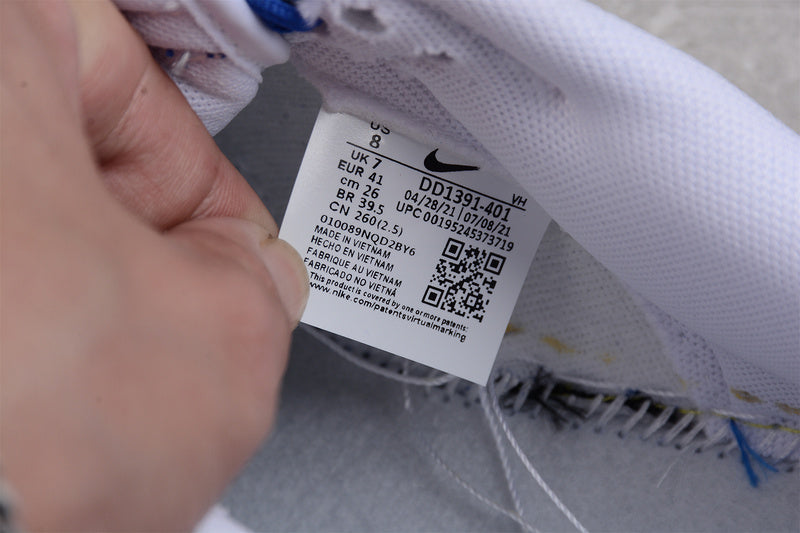 US
8
UK 7
EUR 41
cm 26
BR 39.5
CN 260(2.5)
DD1391-401
VH
04/28/21 | 07/08/21
UPC 00195245373719
010089NQD2BY6
MADE IN VIETNAM
HECHO EN VIETNAM
FABRIQUE AU VIETNAM
FABRICADO NO VIETNÃ
This product is covered by one or more patents:
www.nike.com/patentsvirtualmarking